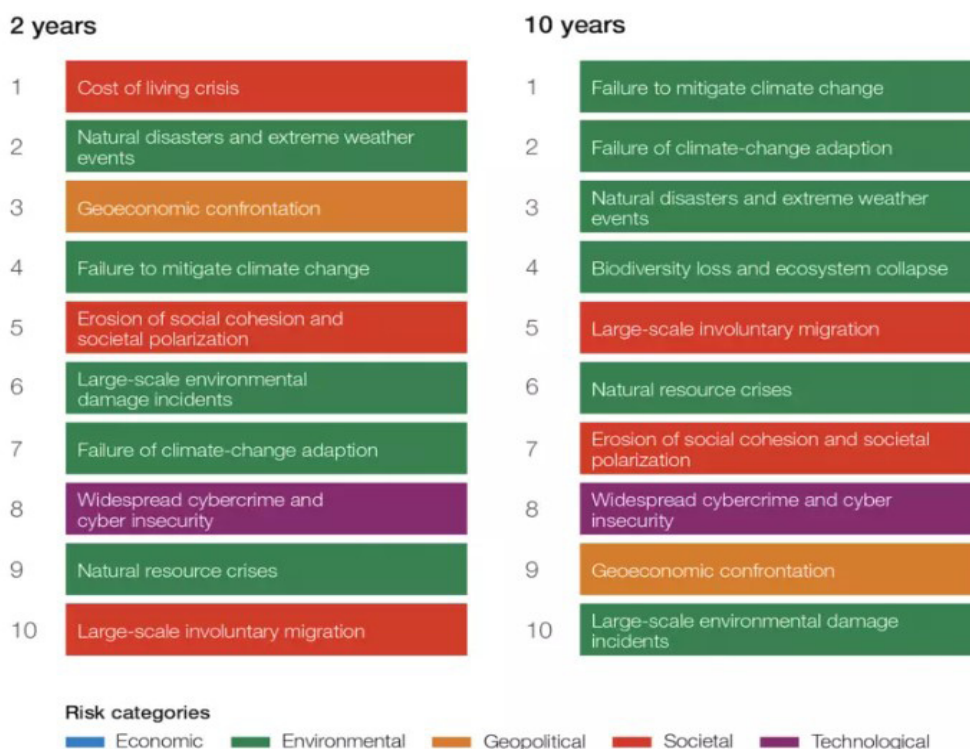 2 years
1
Cost of living crisis
2
Natural disasters and extreme weather
events
3
Geoeconomic confrontation
4
Failure to mitigate climate change
5
Erosion of social cohesion and
societal polarization
6
Large-scale environmental
damage incidents
7
Failure of climate-change adaption
8
Widespread cybercrime and
cyber insecurity
9
Natural resource crises
10
Large-scale involuntary migration
10 years
1
Failure to mitigate climate change
2
Failure of climate-change adaption
3
Natural disasters and extreme weather
events
4
Biodiversity loss and ecosystem collapse
5
Large-scale involuntary migration
6
Natural resource crises
7
Erosion of social cohesion and societal
polarization
8
Widespread cybercrime and cyber
insecurity
9
Geoeconomic confrontation
10
Large-scale environmental damage
incidents
Risk categories
Economic
Environmental
Geopolitical
Societal
Technological